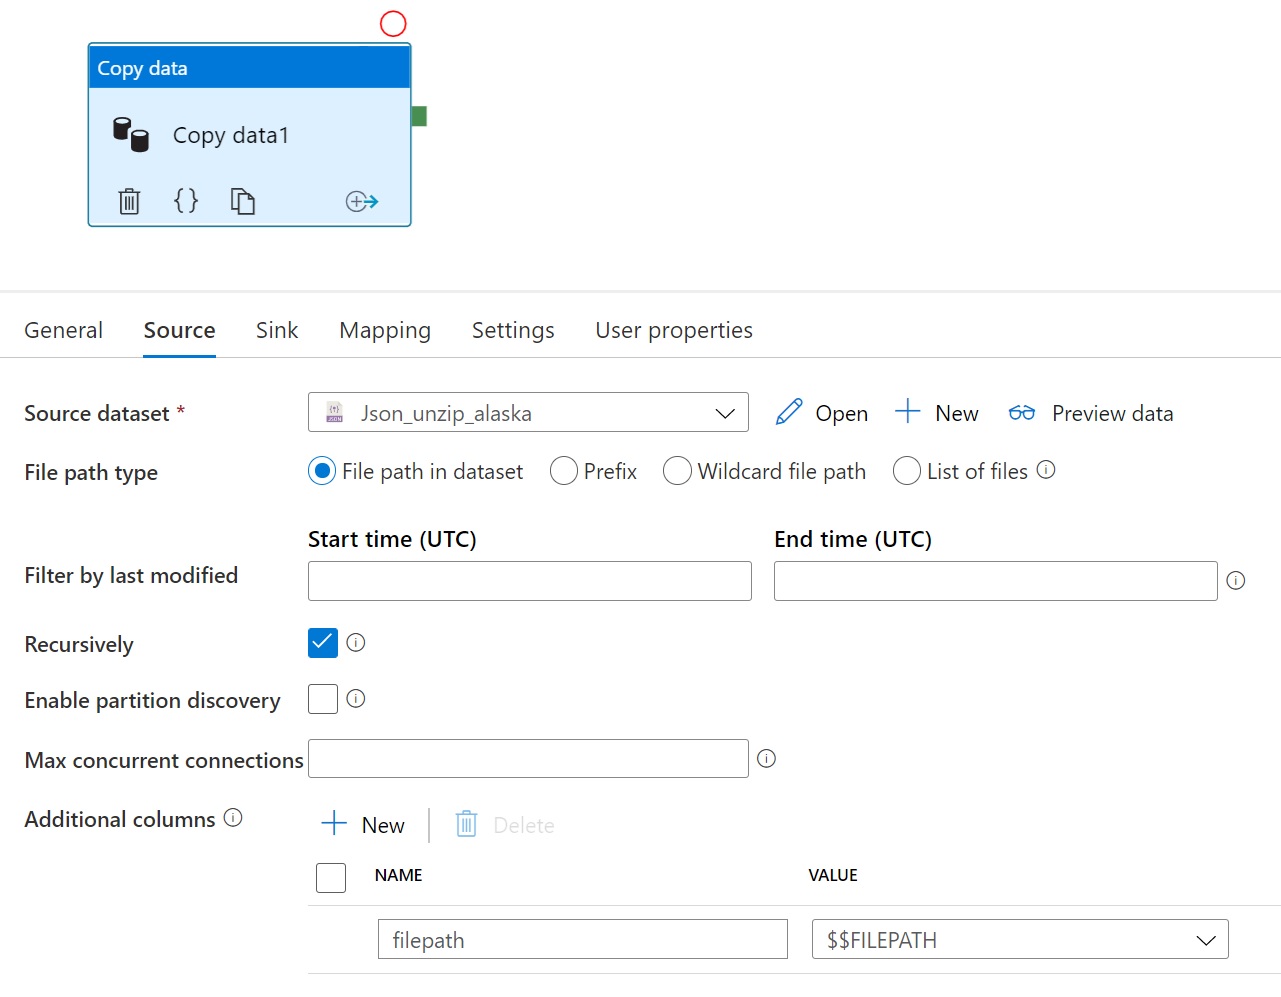 Copy data
Copy data1
General Source Sink Mapping Settings User properties
Source dataset * Json_unzip_alaska Open New Preview data
File path type File path in dataset Prefix Wildcard file path List of files
Start time (UTC) End time (UTC)
Filter by last modified
Recursively
Enable partition discovery
Max concurrent connections
Additional columns New Delete
NAME VALUE
filepath $$FILEPATH